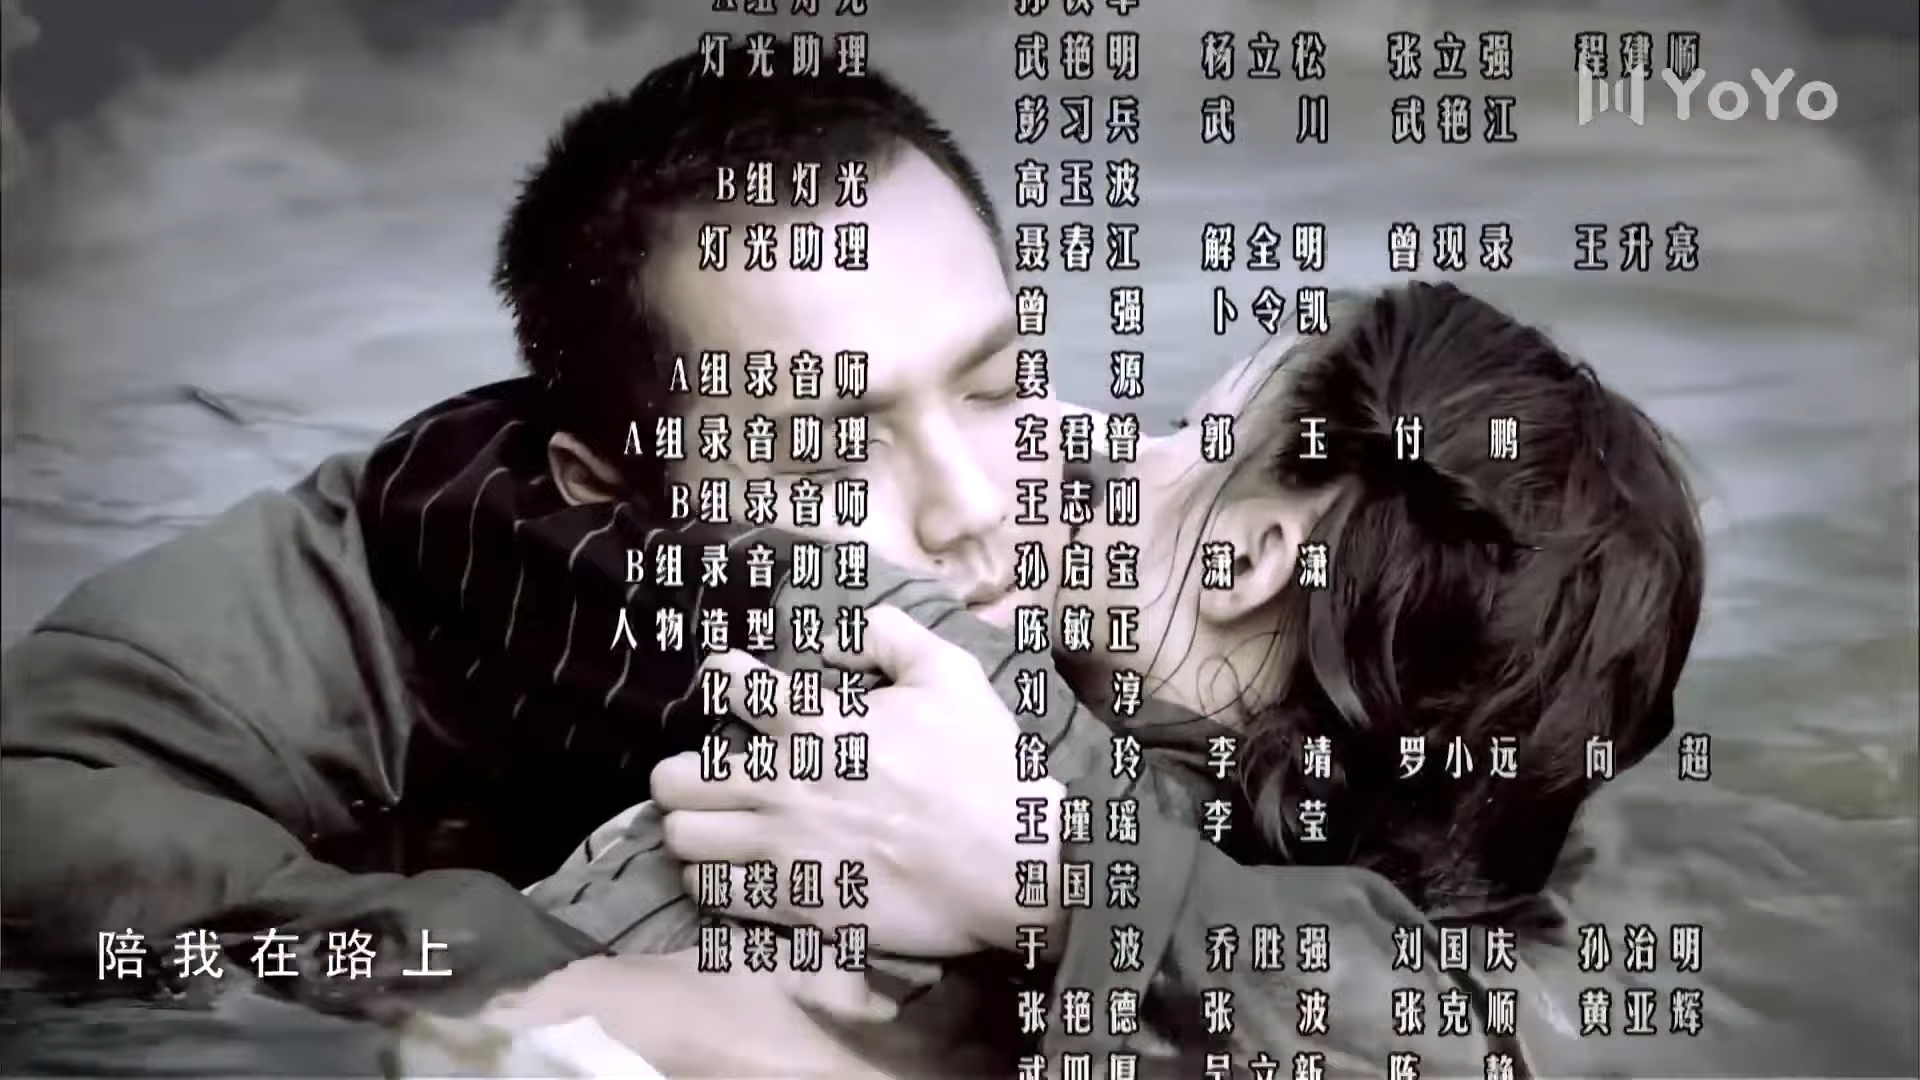 灯光助理 武艳明 杨立松 张立强 程建顺
YoYo
彭习兵 武川 武艳江
B组灯光 高玉波
灯光助理 聂春江 解全明 曾现录 王升亮
曾强 卜令凯
A组录音师 姜源
A组录音助理 左君普 郭玉 付鹏
B组录音师 王志刚
B组录音助理 孙启宝 潇潇
人物造型设计 陈敏正
化妆组长 刘淳
化妆助理 徐玲 李靖 罗小远 向超
王瑾瑶 李莹
服装组长 温国荣
服装助理 于波 乔胜强 刘国庆 孙治明
陪我在路上
张艳德 张波 张克顺 黄亚辉